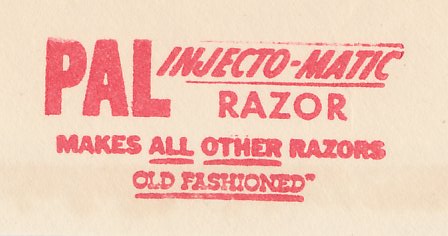 PAL INJECTO-MATIC
RAZOR
MAKES ALL OTHER RAZORS
OLD FASHIONED"